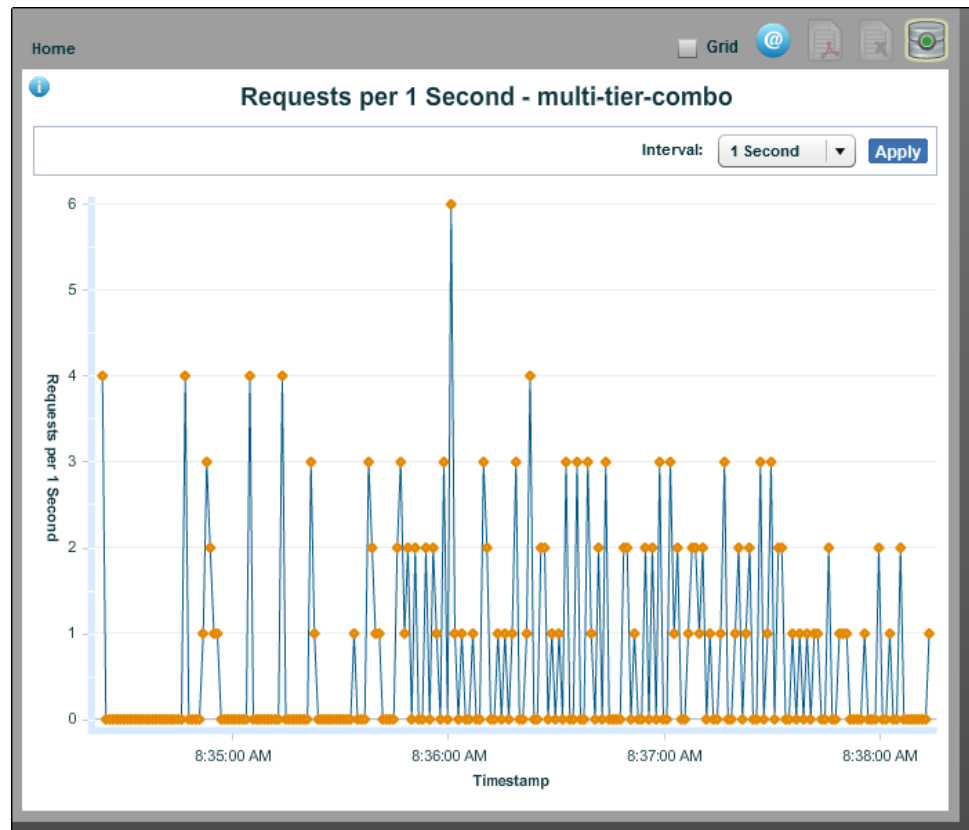 Home
Grid
@
i
Requests per 1 Second - multi-tier-combo
Interval:
1 Second
Apply
6
5
4
3
2
1
0
Requests per 1 Second
8:35:00 AM
8:36:00 AM
8:37:00 AM
8:38:00 AM
Timestamp